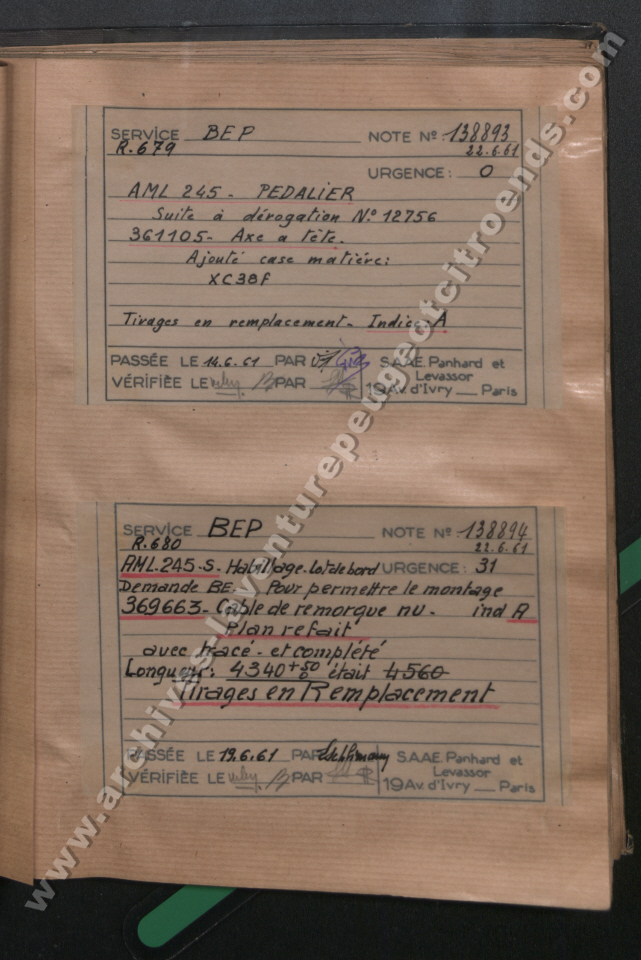 SERVICE BEP NOTE Nº 138893
R.679 22.6.61
URGENCE: 0
AML 245 - PEDALIER
Suite à dérogation N° 12756
361105 - Axe a tête.
Ajouté case matière:
XC38f
Tirages en remplacement - Indice: A
PASSÉE LE 14.6.61 PAR S.A.A.E. Panhard et
Levassor
VÉRIFIÉE LE PAR 19 Av. d'Ivry __ Paris
SERVICE BEP NOTE Nº 138894
R.680 22.6.61
AML.245.S. Habillage. Lot de bord URGENCE: 31
Demande BE. Pour permettre le montage
369663 - Cable de remorque nu - ind A
Plan refait
avec tracé - et complété
Longueur: 4340 +50 0 était 4560
Tirages en Remplacement
PASSÉE LE 19.6.61 PAR S.A.A.E. Panhard et
Levassor
VÉRIFIÉE LE PAR 19 Av. d'Ivry __ Paris
www.archives-laventurepeugeotcitroends.com